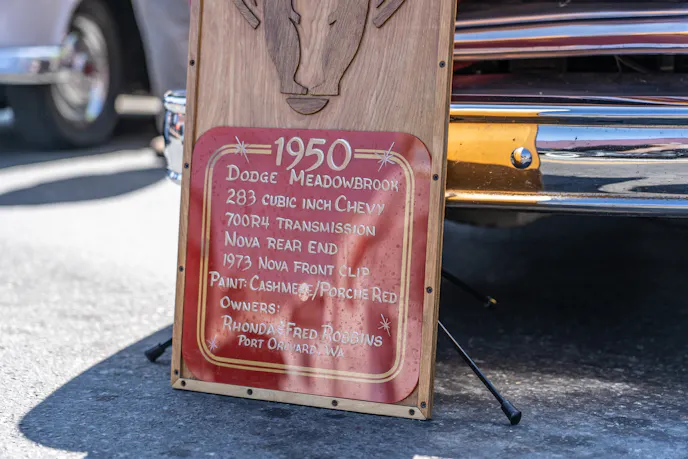 1950
DODGE MEADOWBROOK
283 CUBIC INCH CHEVY
700R4 TRANSMISSION
NOVA REAR END
1973 NOVA FRONT CLIP
PAINT: CASHMERE/PORCHE RED
OWNERS:
RHONDA & FRED ROBBINS
PORT ORCHARD, WA